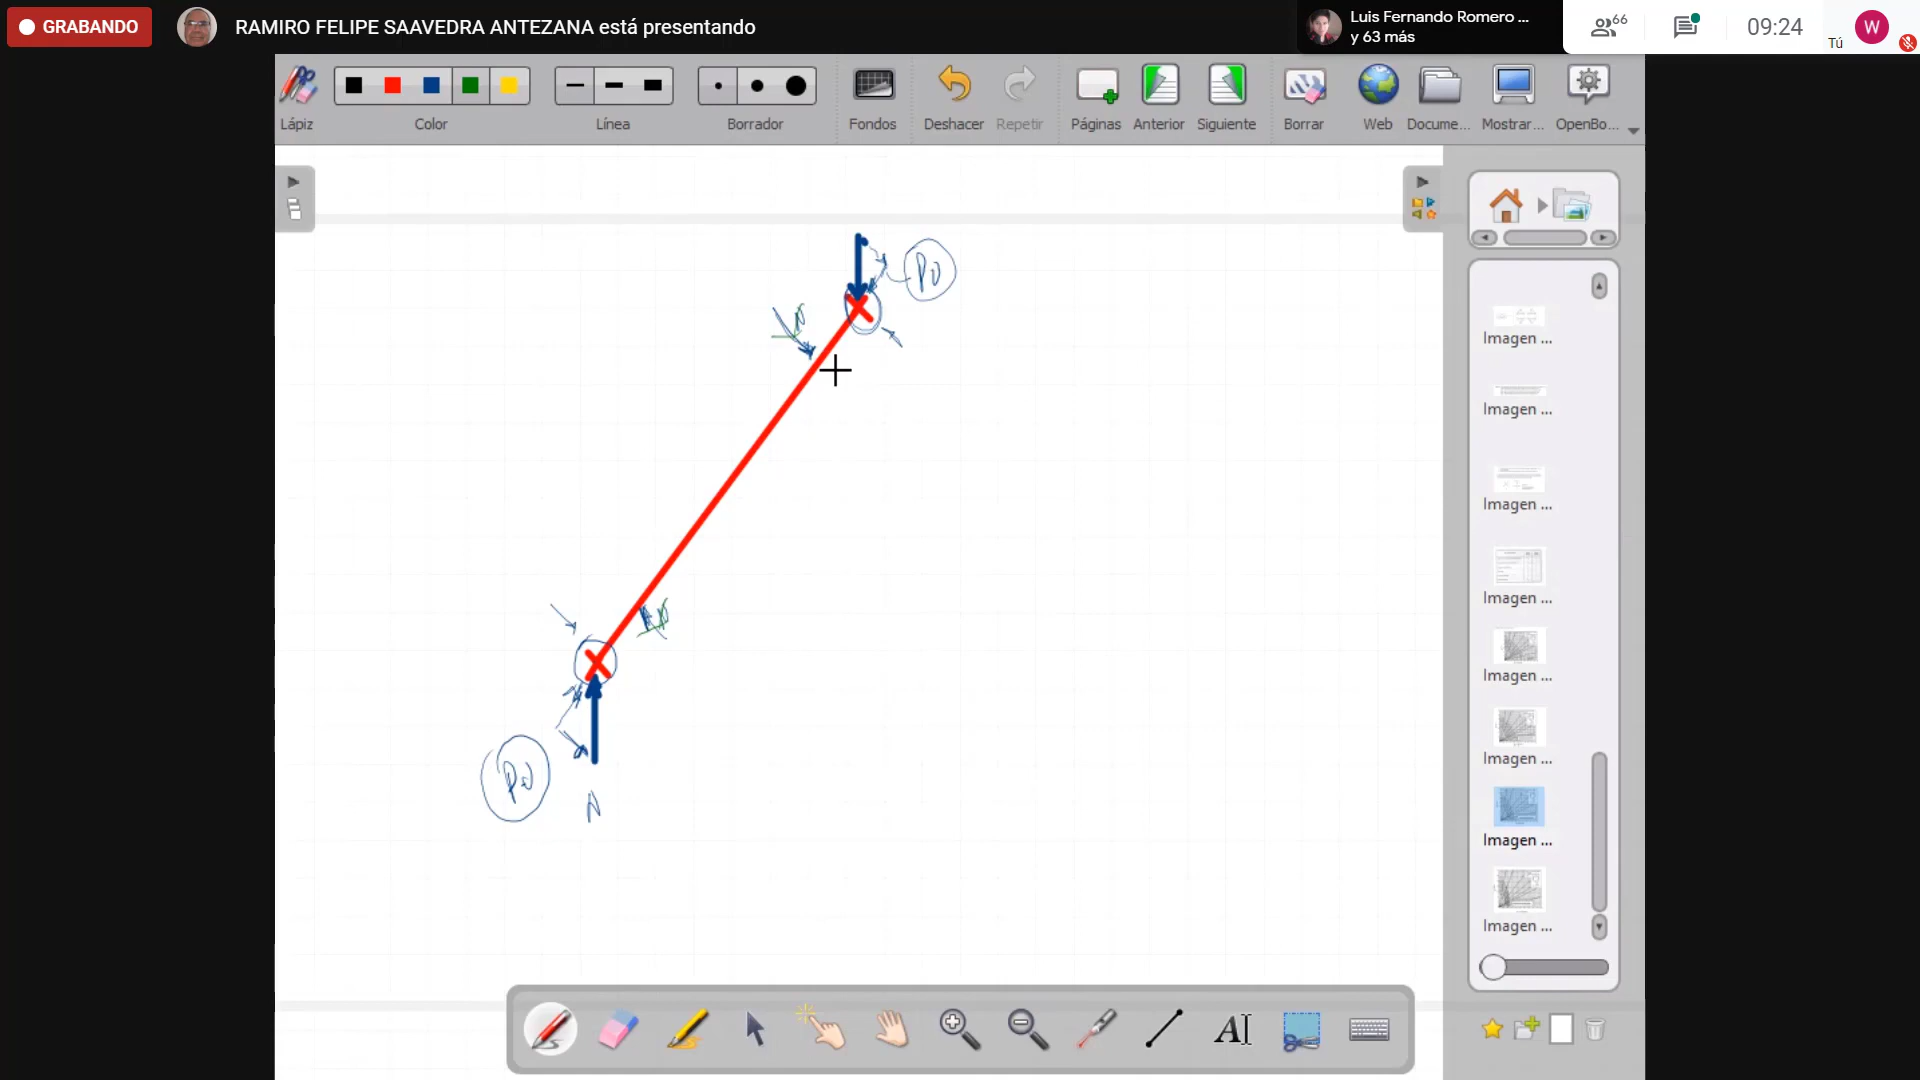 GRABANDO
RAMIRO FELIPE SAAVEDRA ANTEZANA está presentando
Luis Fernando Romero ...
y 63 más
66
09:24
Tú
W
Lápiz
Color
Línea
Borrador
Fondos
Deshacer
Repetir
Páginas
Anterior
Siguiente
Borrar
Web
Docume...
Mostrar...
OpenBo...
Imagen ...
Imagen ...
Imagen ...
Imagen ...
Imagen ...
Imagen ...
Imagen ...
Imagen ...
N
AI